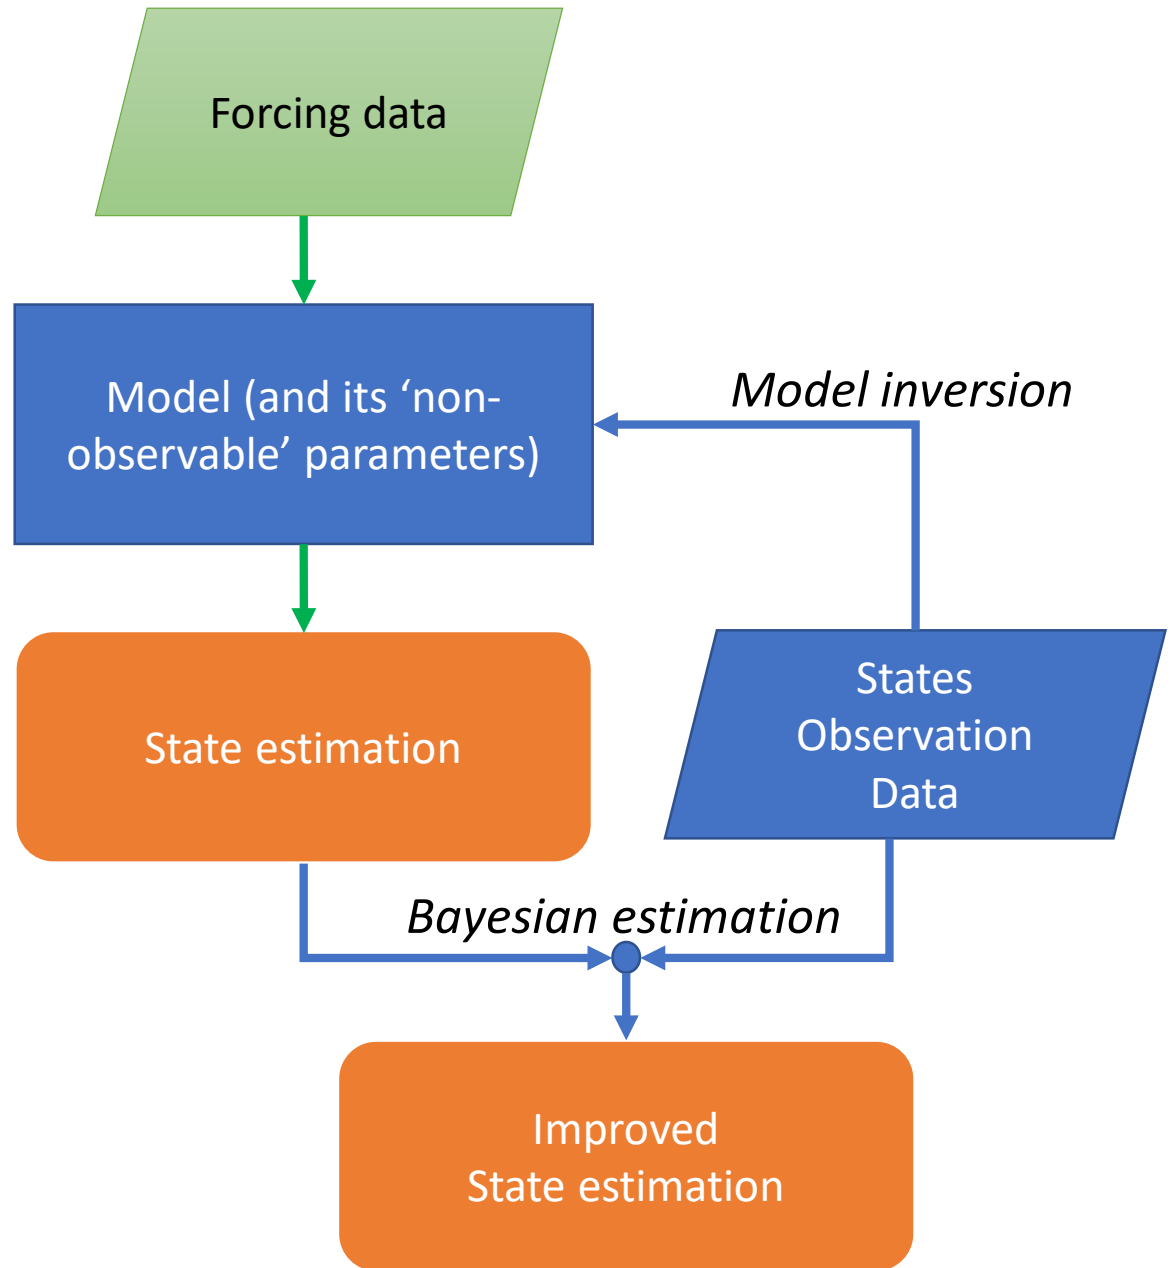 Forcing data
Model (and its ‘non-
observable’ parameters)
Model inversion
State estimation
States
Observation
Data
Bayesian estimation
Improved
State estimation